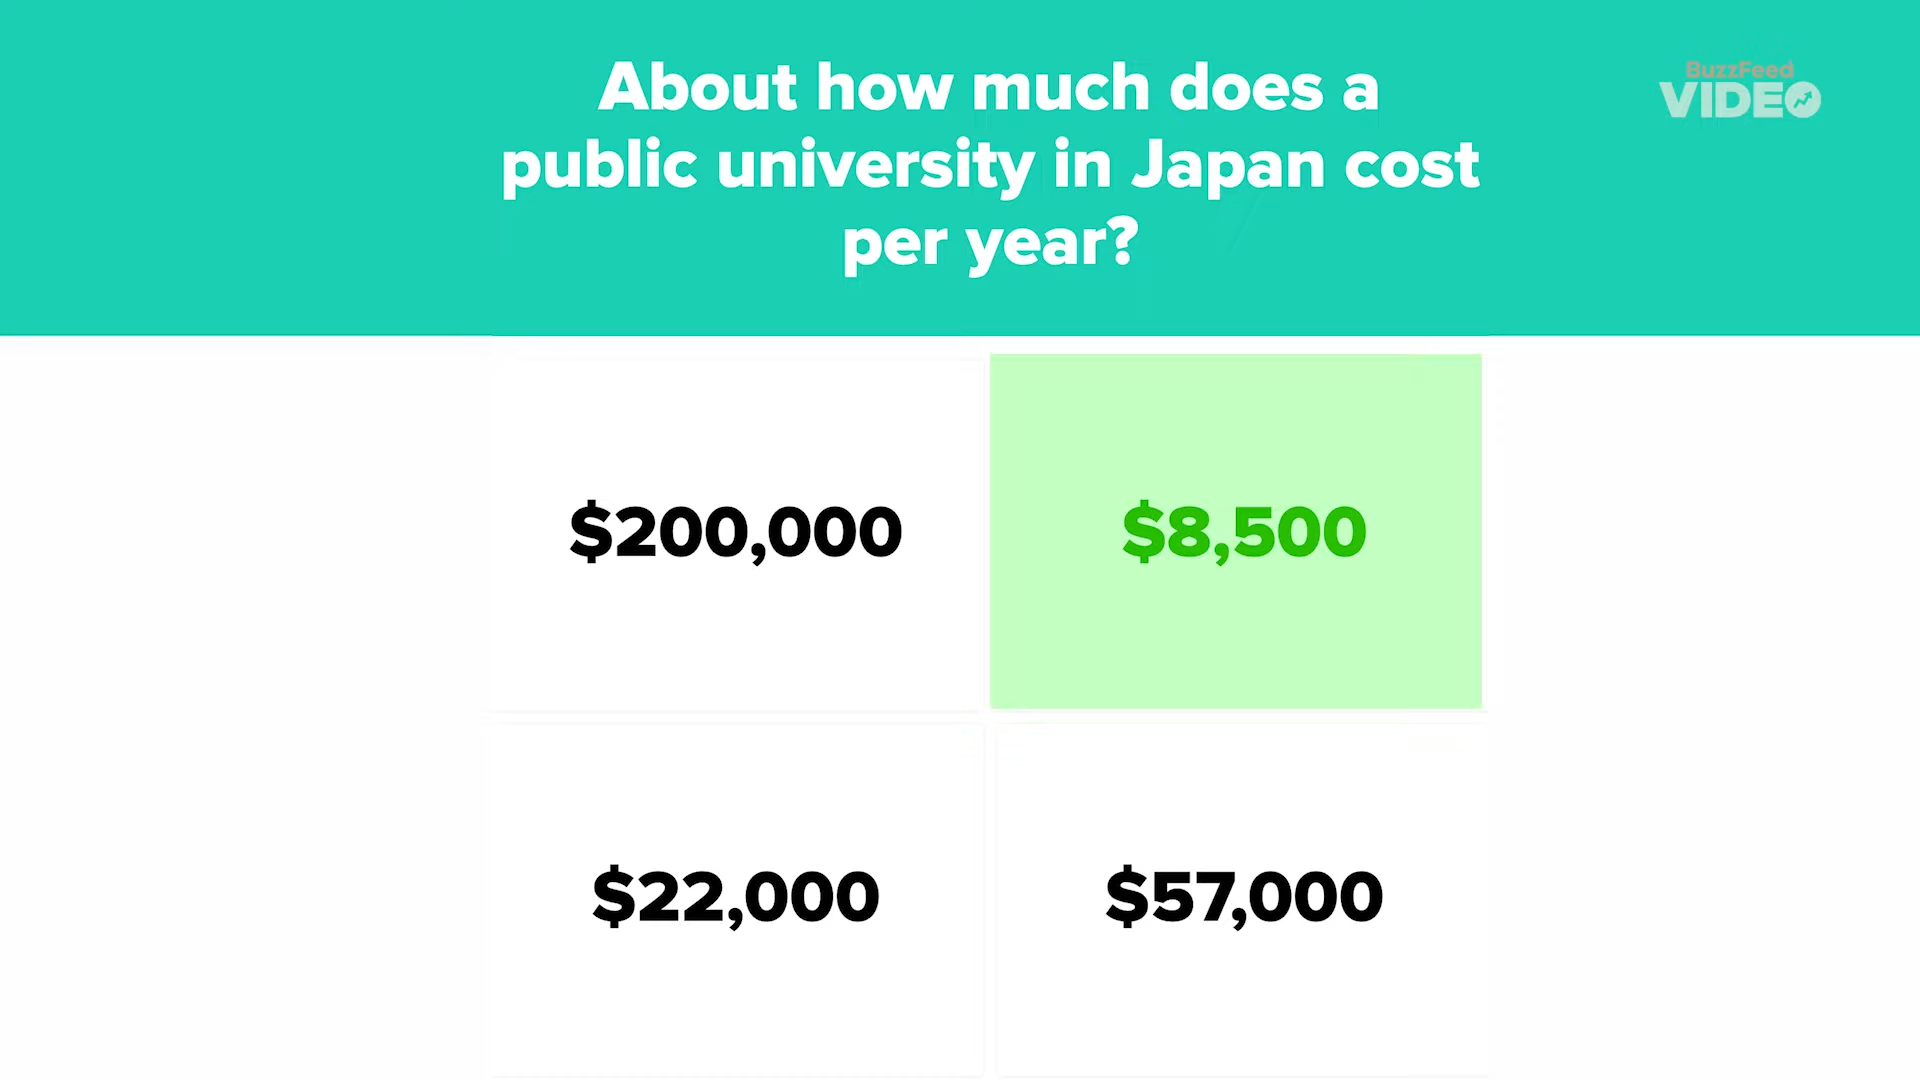 About how much does a
public university in Japan cost
per year?
BuzzFeed
VIDEO
$200,000
$8,500
$22,000
$57,000